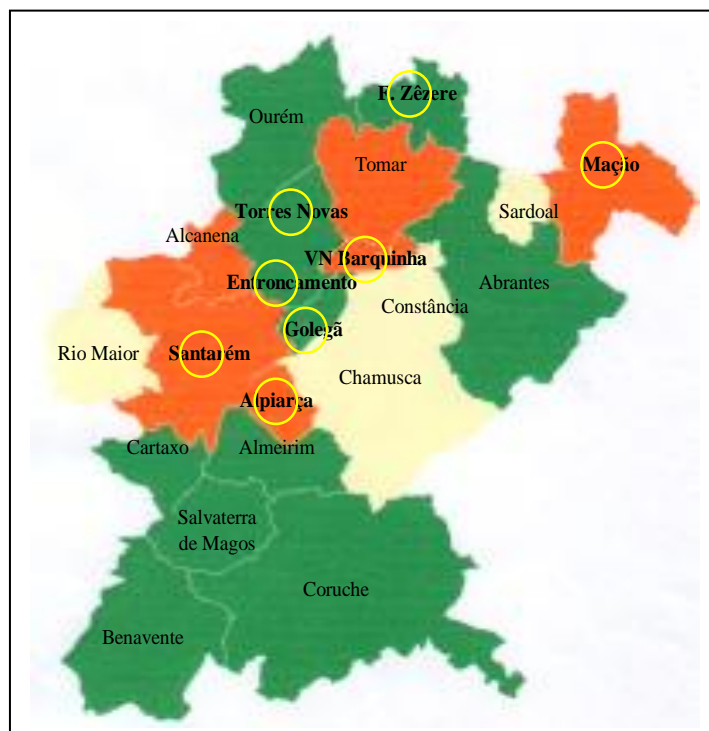 F. Zêzere
Ourém
Tomar
Mação
Sardoal
Torres Novas
Alcanena
VN Barquinha
Entroncamento
Abrantes
Constância
Golegã
Rio Maior
Santarém
Chamusca
Alpiarça
Cartaxo
Almeirim
Salvaterra
de Magos
Coruche
Benavente